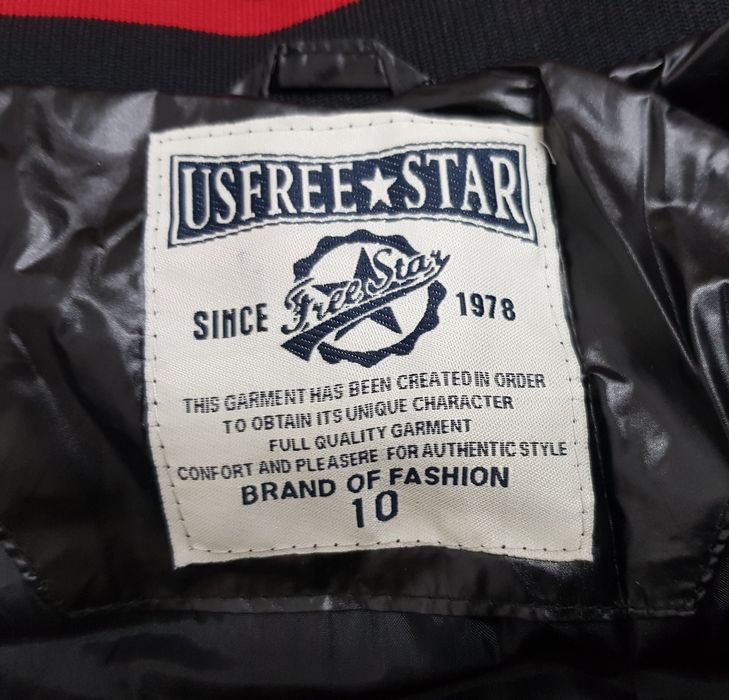 USFREE★STAR
Free Star
SINCE 1978
THIS GARMENT HAS BEEN CREATED IN ORDER
TO OBTAIN ITS UNIQUE CHARACTER
FULL QUALITY GARMENT
CONFORT AND PLEASERE FOR AUTHENTIC STYLE
BRAND OF FASHION
10